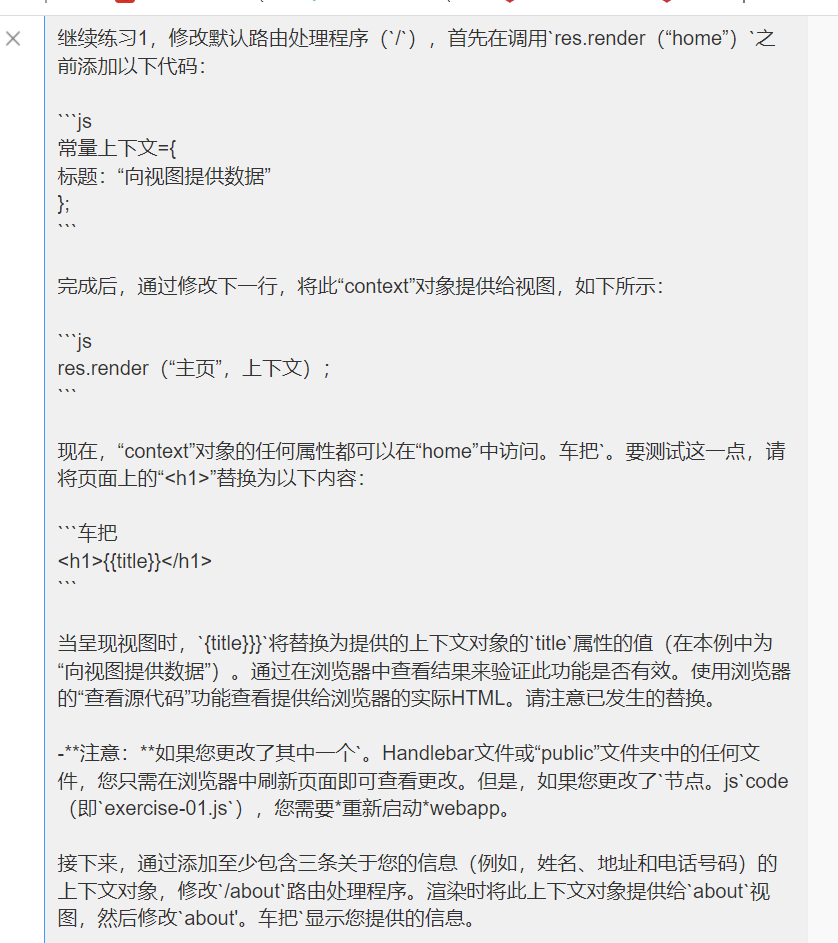 继续练习1，修改默认路由处理程序（`/`），首先在调用`res.render（“home”）`之
前添加以下代码：
```js
常量上下文={
标题：“向视图提供数据”
};
```
完成后，通过修改下一行，将此“context”对象提供给视图，如下所示：
```js
res.render（“主页”，上下文）;
```
现在，“context”对象的任何属性都可以在“home”中访问。车把`。要测试这一点，请
将页面上的“<h1>”替换为以下内容：
```车把
<h1>{{title}}</h1>
```
当呈现视图时，`{title}}}`将替换为提供的上下文对象的`title`属性的值（在本例中为
“向视图提供数据”）。通过在浏览器中查看结果来验证此功能是否有效。使用浏览器
的“查看源代码”功能查看提供给浏览器的实际HTML。请注意已发生的替换。
-**注意：**如果您更改了其中一个`。Handlebar文件或“public”文件夹中的任何文
件，您只需在浏览器中刷新页面即可查看更改。但是，如果您更改了`节点。js`code
（即`exercise-01.js`），您需要*重新启动*webapp。
接下来，通过添加至少包含三条关于您的信息（例如，姓名、地址和电话号码）的
上下文对象，修改`/about`路由处理程序。渲染时将此上下文对象提供给`about`视
图，然后修改`about'。车把`显示您提供的信息。